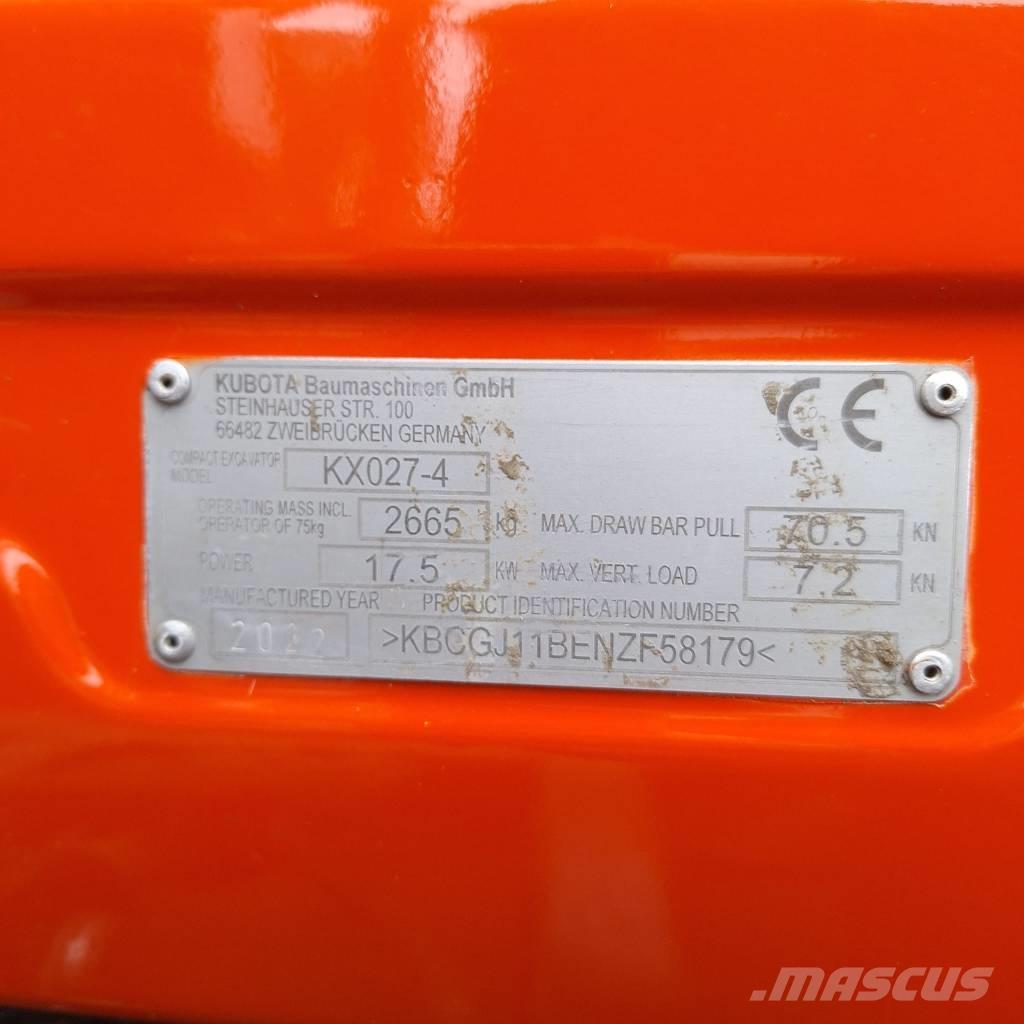 KUBOTA Baumaschinen GmbH
STEINHAUSER STR. 100
66482 ZWEIBRÜCKEN GERMANY
CE
COMPACT EXCAVATOR
MODEL
KX027-4
OPERATING MASS INCL.
OPERATOR OF 75kg
2665 kg
MAX. DRAW BAR PULL 70.5 KN
POWER 17.5 KW
MAX. VERT. LOAD 7.2 KN
MANUFACTURED YEAR
PRODUCT IDENTIFICATION NUMBER
2022
>KBCGJ11BENZF58179<
MASCUS